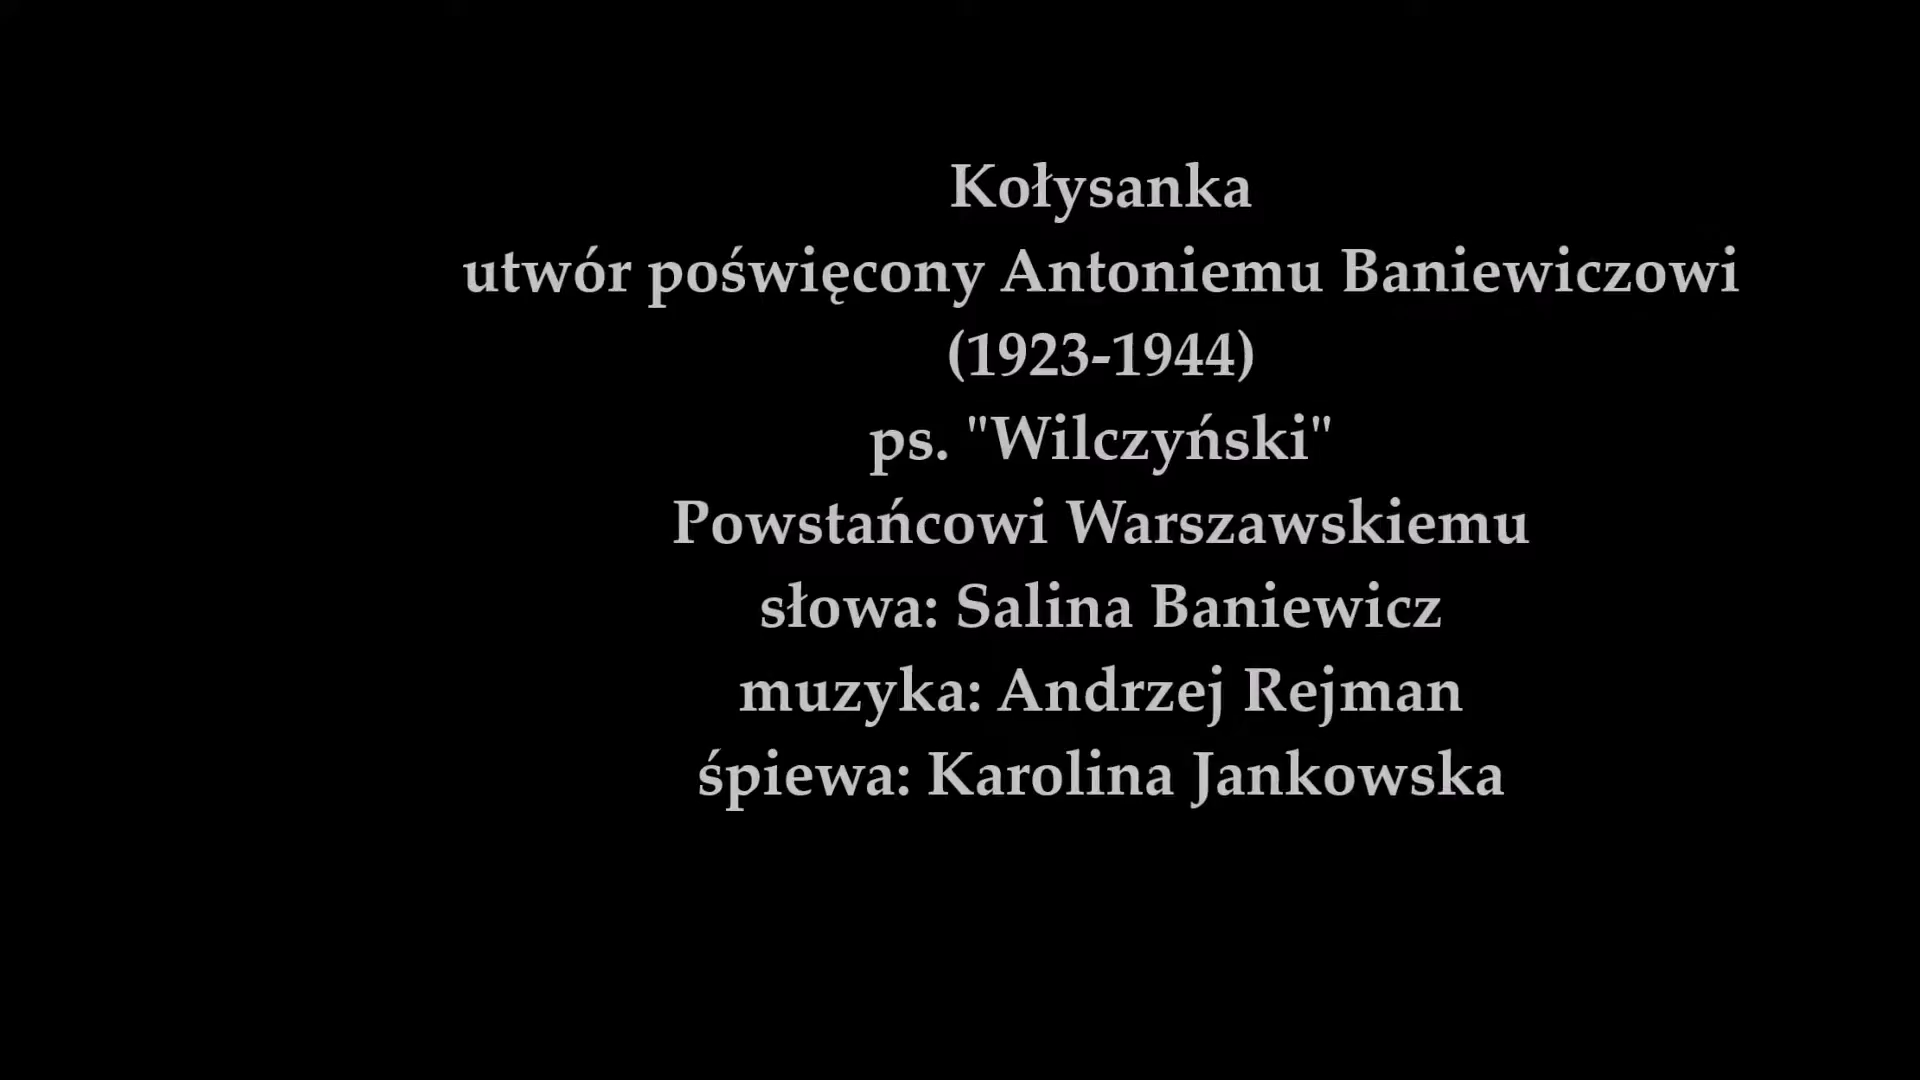 Kołysanka
utwór poświęcony Antoniemu Baniewiczowi
(1923-1944)
ps. "Wilczyński"
Powstańcowi Warszawskiemu
słowa: Salina Baniewicz
muzyka: Andrzej Rejman
śpiewa: Karolina Jankowska